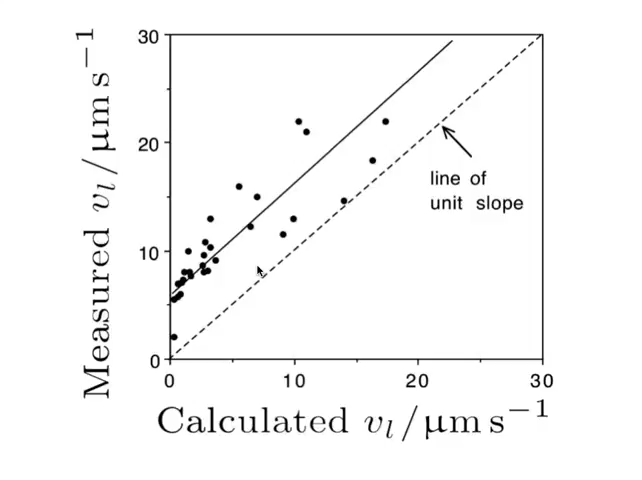 30
20
10
0
0
10
20
30
Measured v_l / μm s⁻¹
line of
unit slope
Calculated v_l / μm s⁻¹